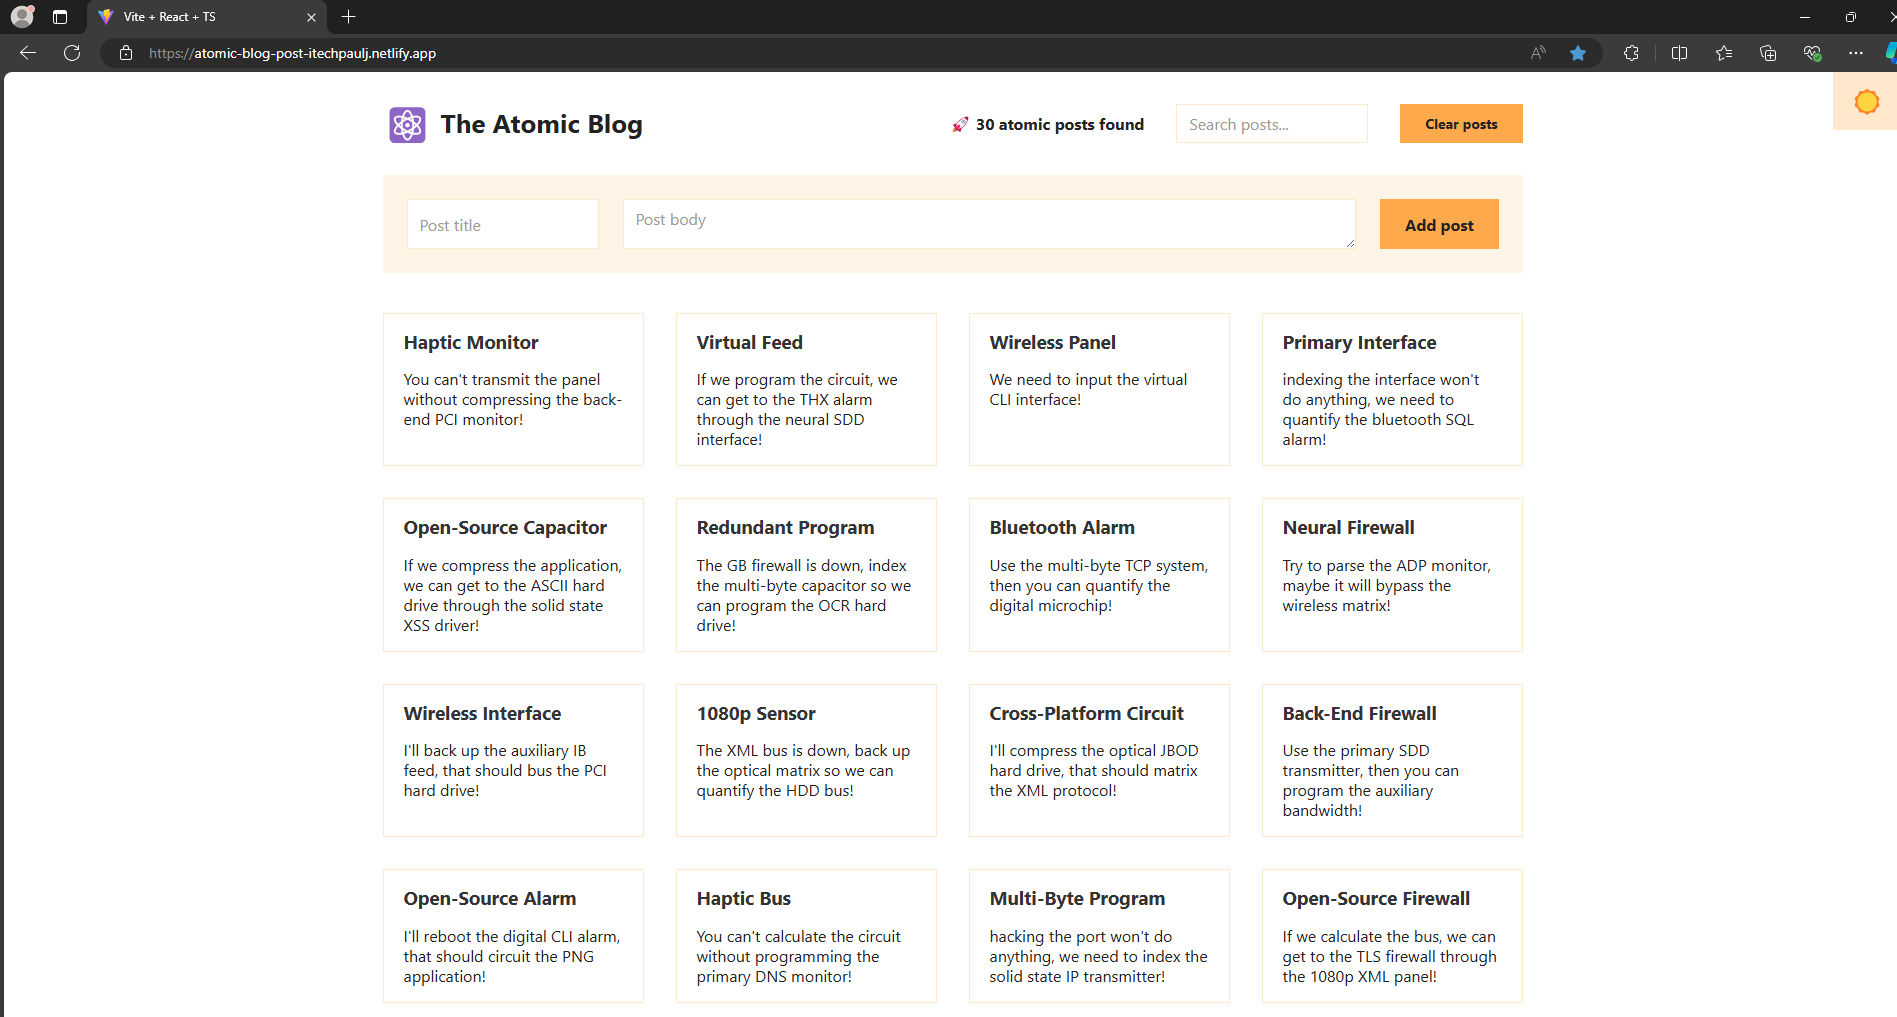 Vite + React + TS
https://atomic-blog-post-itechpaulj.netlify.app
The Atomic Blog
🚀 30 atomic posts found
Search posts...
Clear posts
Post title
Post body
Add post
Haptic Monitor
You can't transmit the panel
without compressing the back-
end PCI monitor!
Virtual Feed
If we program the circuit, we
can get to the THX alarm
through the neural SDD
interface!
Wireless Panel
We need to input the virtual
CLI interface!
Primary Interface
indexing the interface won't
do anything, we need to
quantify the bluetooth SQL
alarm!
Open-Source Capacitor
If we compress the application,
we can get to the ASCII hard
drive through the solid state
XSS driver!
Redundant Program
The GB firewall is down, index
the multi-byte capacitor so we
can program the OCR hard
drive!
Bluetooth Alarm
Use the multi-byte TCP system,
then you can quantify the
digital microchip!
Neural Firewall
Try to parse the ADP monitor,
maybe it will bypass the
wireless matrix!
Wireless Interface
I'll back up the auxiliary IB
feed, that should bus the PCI
hard drive!
1080p Sensor
The XML bus is down, back up
the optical matrix so we can
quantify the HDD bus!
Cross-Platform Circuit
I'll compress the optical JBOD
hard drive, that should matrix
the XML protocol!
Back-End Firewall
Use the primary SDD
transmitter, then you can
program the auxiliary
bandwidth!
Open-Source Alarm
I'll reboot the digital CLI alarm,
that should circuit the PNG
application!
Haptic Bus
You can't calculate the circuit
without programming the
primary DNS monitor!
Multi-Byte Program
hacking the port won't do
anything, we need to index the
solid state IP transmitter!
Open-Source Firewall
If we calculate the bus, we can
get to the TLS firewall through
the 1080p XML panel!